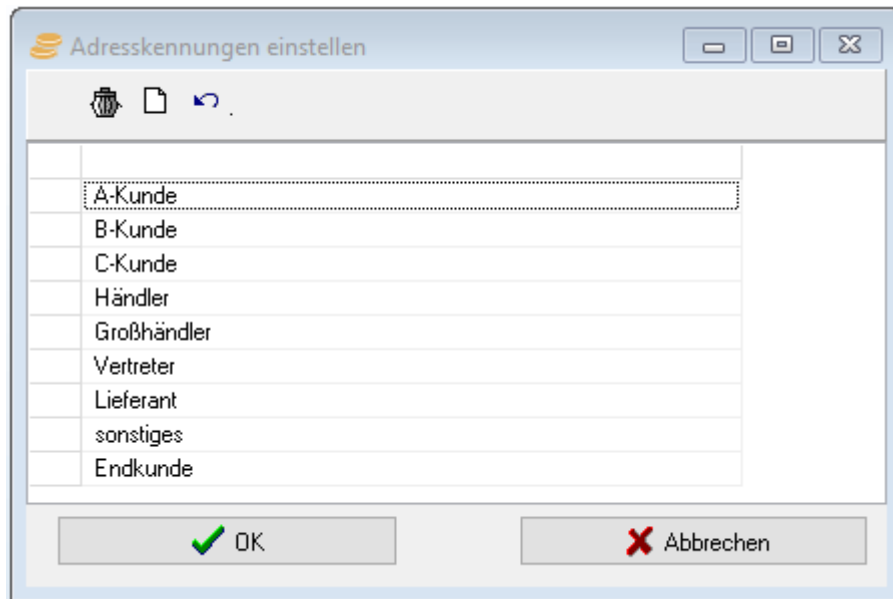 Adresskennungen einstellen
A-Kunde
B-Kunde
C-Kunde
Händler
Großhändler
Vertreter
Lieferant
sonstiges
Endkunde
OK
Abbrechen